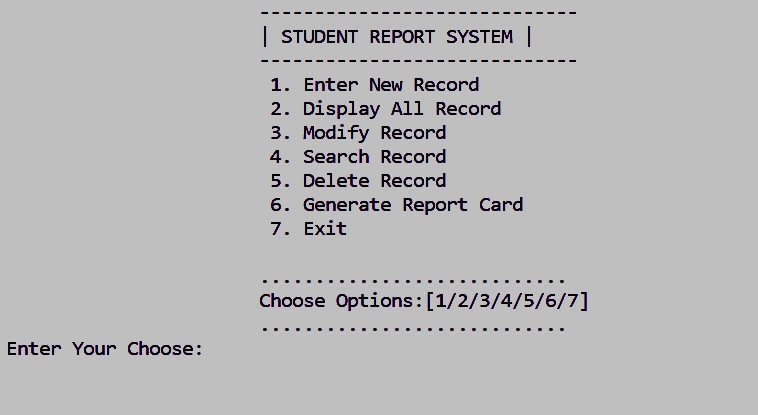 -----------------------------
| STUDENT REPORT SYSTEM |
-----------------------------
1. Enter New Record
2. Display All Record
3. Modify Record
4. Search Record
5. Delete Record
6. Generate Report Card
7. Exit
............................
Choose Options:[1/2/3/4/5/6/7]
............................
Enter Your Choose: